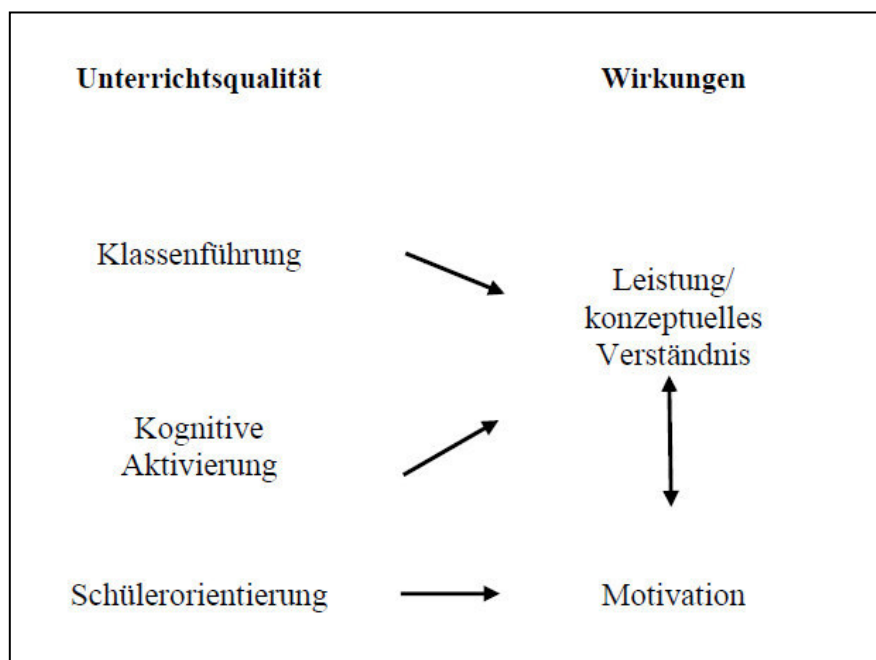 Unterrichtsqualität
Wirkungen
Klassenführung
Leistung/
konzeptuelles
Verständnis
Kognitive
Aktivierung
Schülerorientierung
Motivation